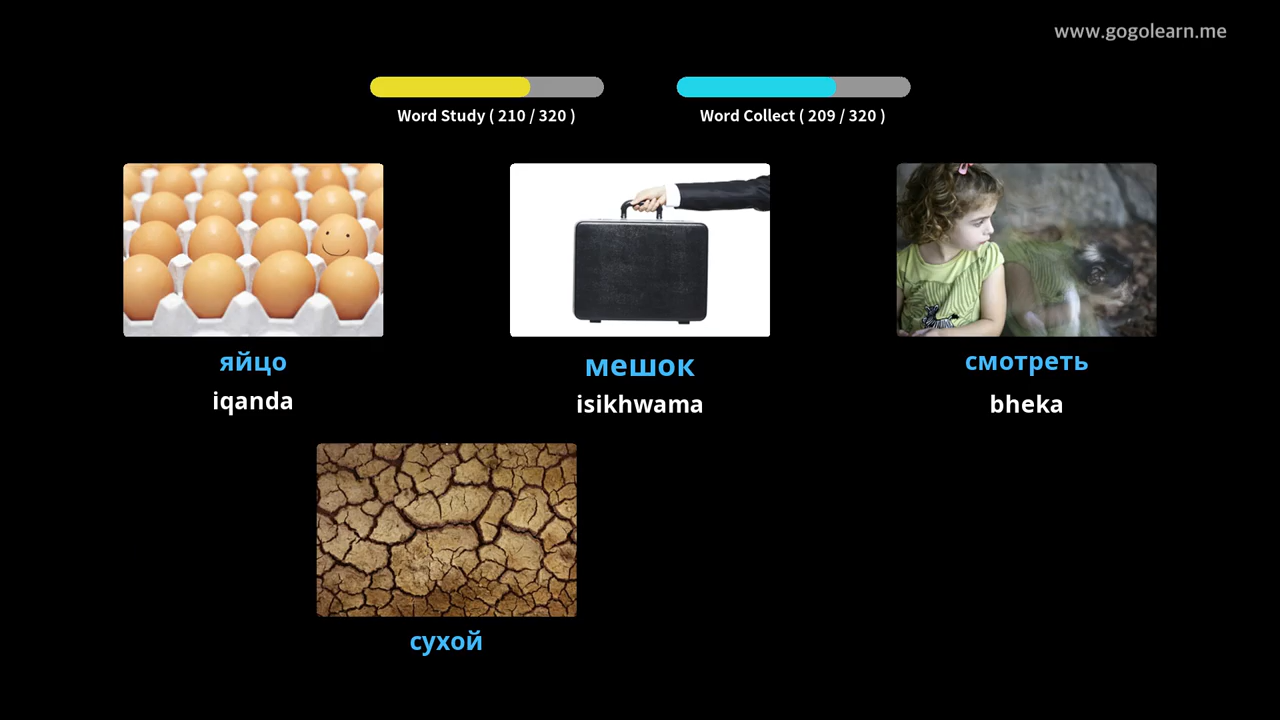 www.gogolearn.me
Word Study ( 210 / 320 )
Word Collect ( 209 / 320 )
яйцо
мешок
смотреть
iqanda
isikhwama
bheka
сухой